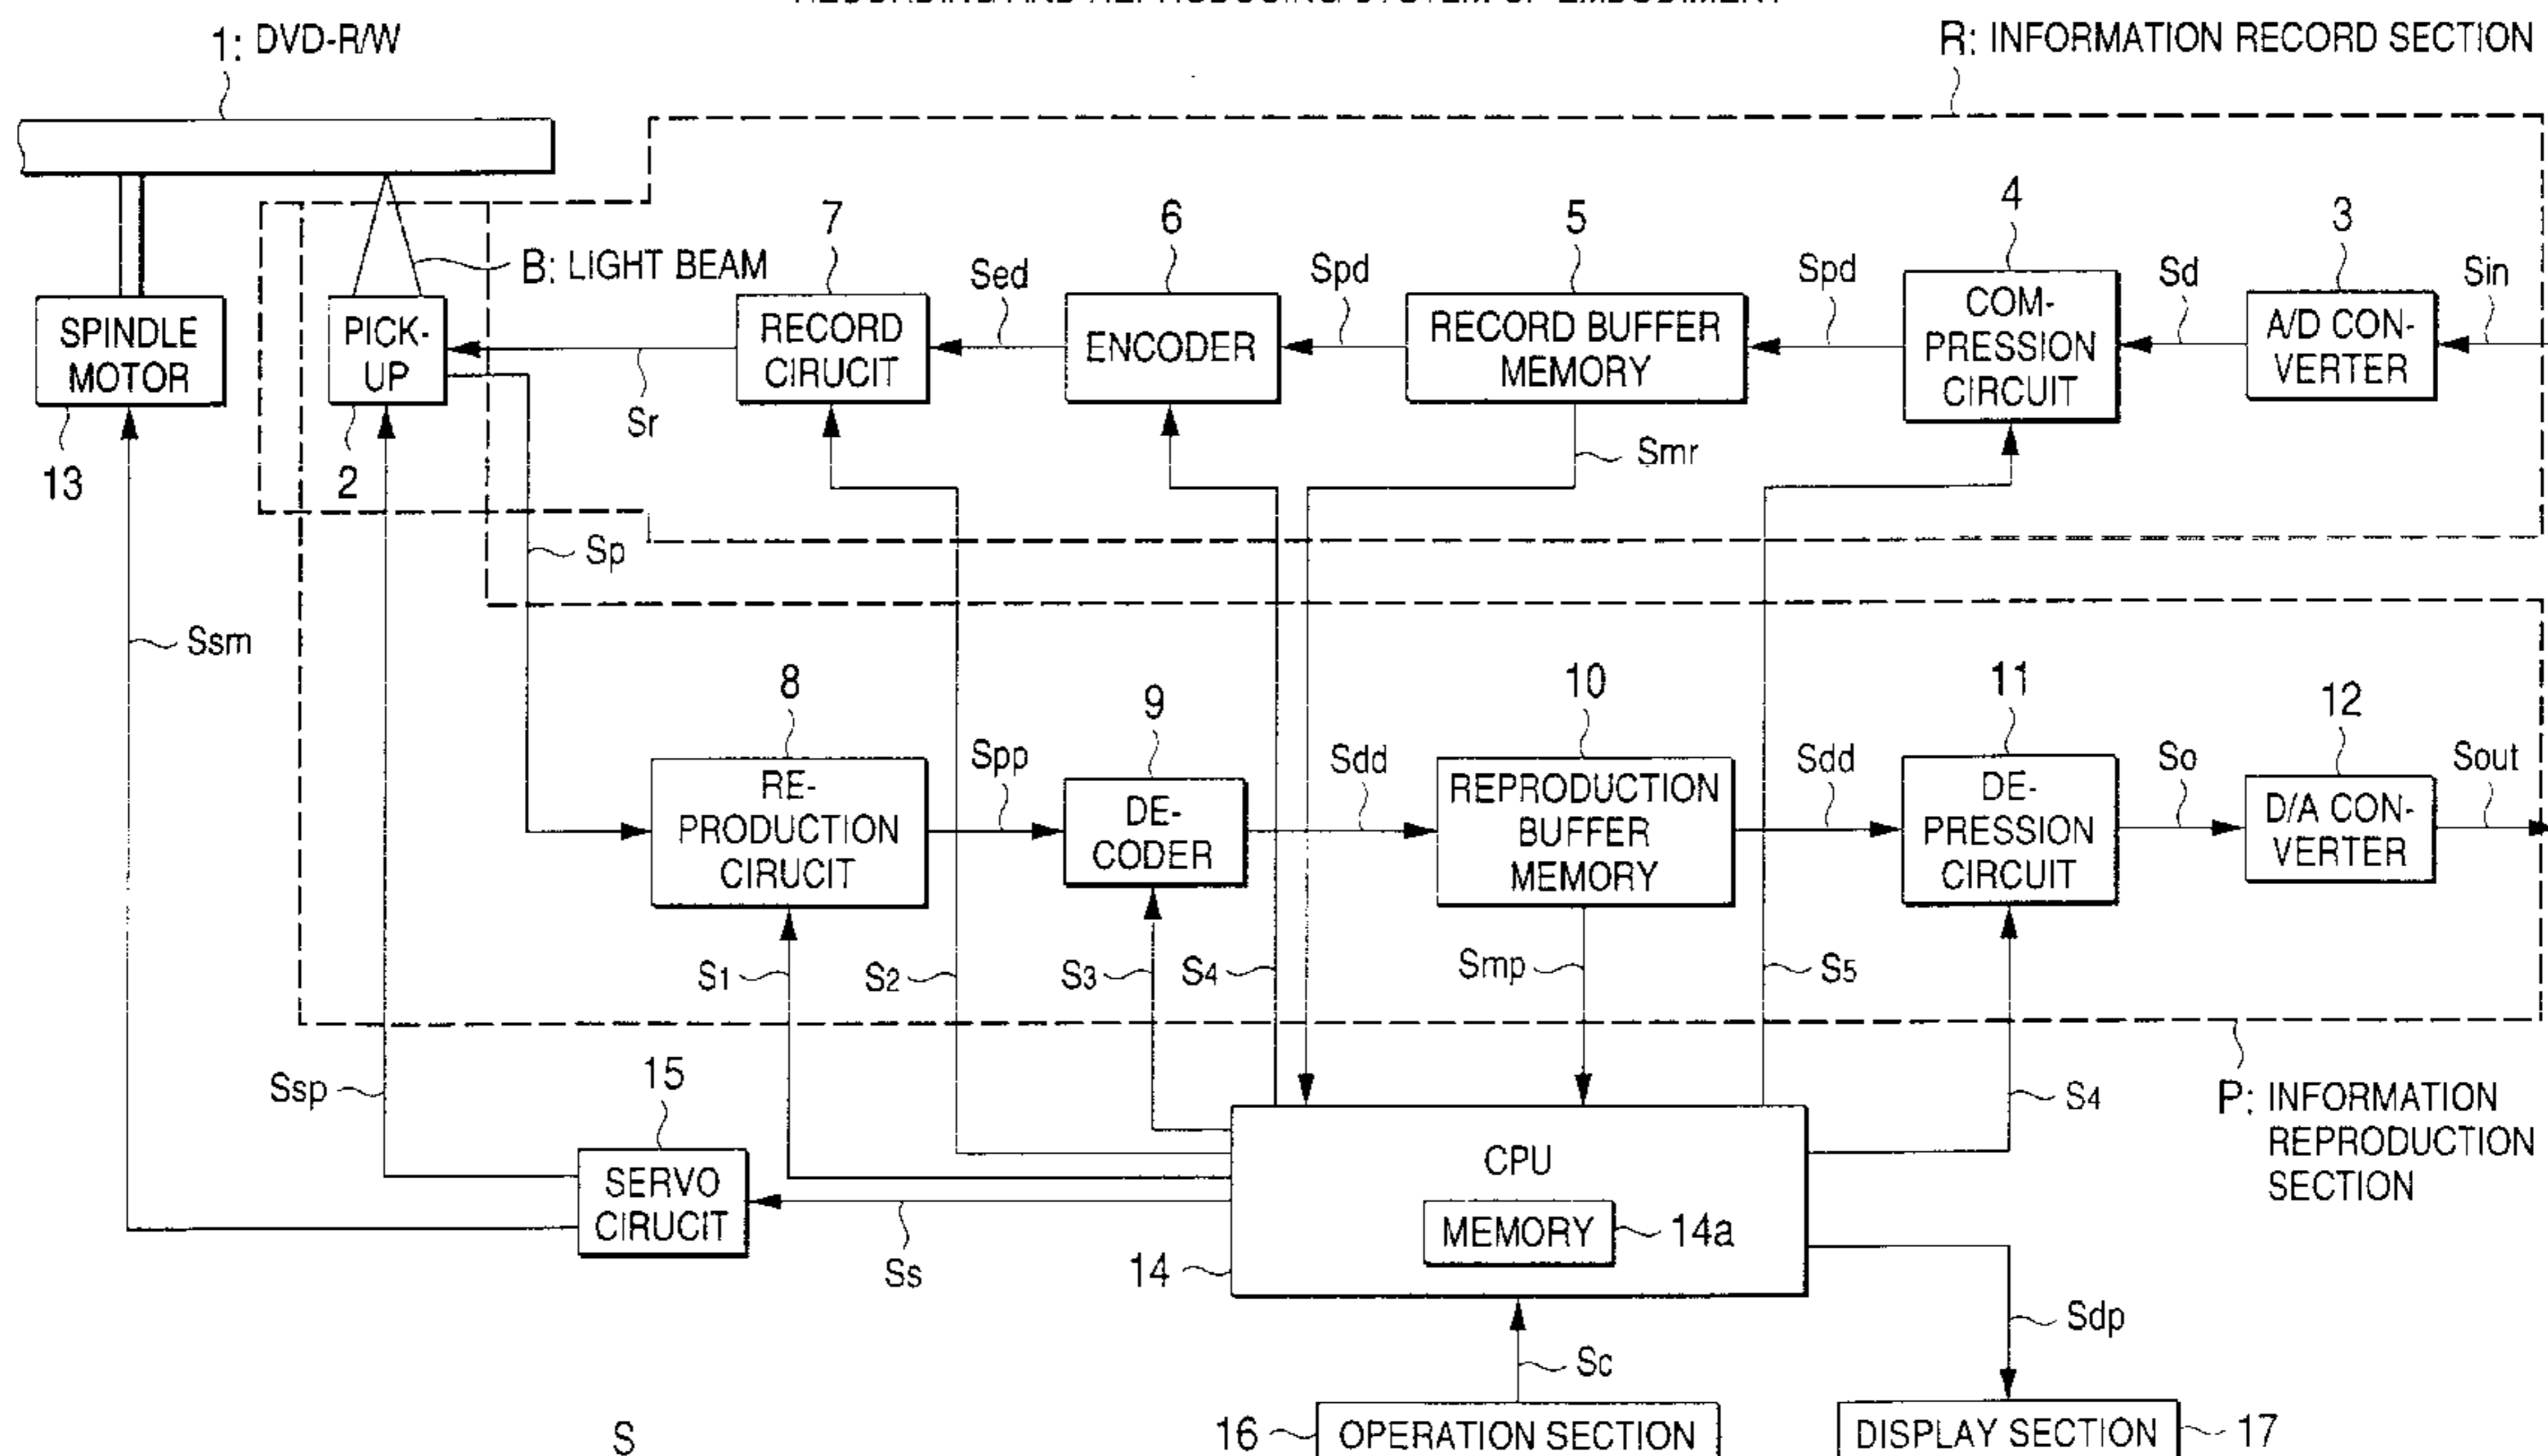 1: DVD-R/W
R: INFORMATION RECORD SECTION
7
6
5
4
3
B: LIGHT BEAM
Sed
Spd
Spd
Sd
Sin
SPINDLE
MOTOR
PICK-
UP
RECORD
CIRUCIT
ENCODER
RECORD BUFFER
MEMORY
COM-
PRESSION
CIRCUIT
A/D CON-
VERTER
Sr
13
2
Smr
Sp
Ssm
8
9
10
11
12
Spp
Sdd
Sdd
So
Sout
RE-
PRODUCTION
CIRUCIT
DE-
CODER
REPRODUCTION
BUFFER
MEMORY
DE-
PRESSION
CIRCUIT
D/A CON-
VERTER
S1
S2
S3
S4
Smp
S5
Ssp
15
S4
P: INFORMATION
REPRODUCTION
SECTION
SERVO
CIRUCIT
CPU
MEMORY
14a
14
Ss
Sdp
Sc
S
16
OPERATION SECTION
DISPLAY SECTION
17